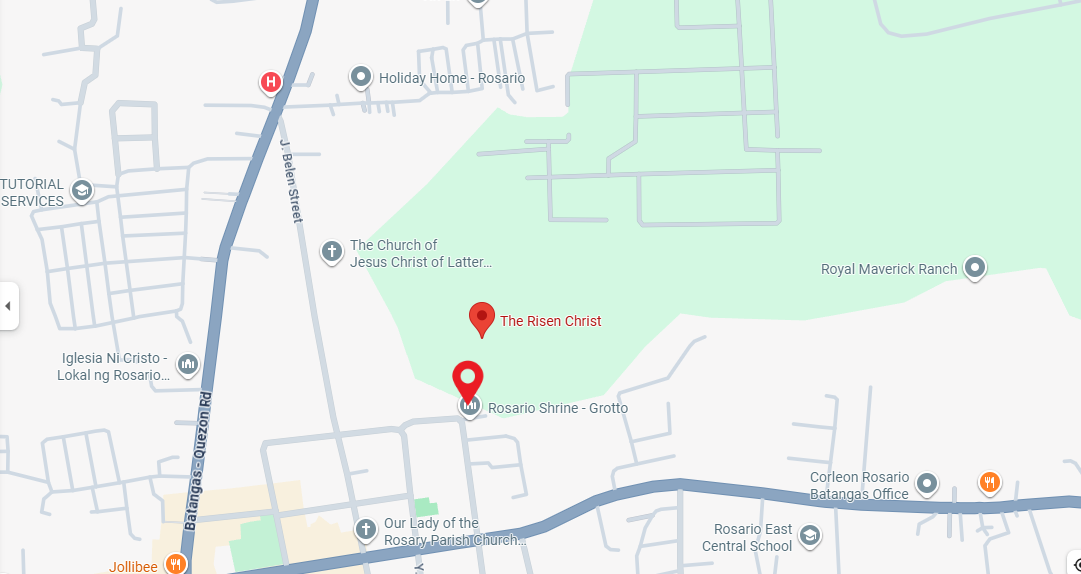 H
Holiday Home - Rosario
J. Belen Street
TUTORIAL
SERVICES
The Church of
Jesus Christ of Latter...
Royal Maverick Ranch
The Risen Christ
Iglesia Ni Cristo -
Lokal ng Rosario...
Rosario Shrine - Grotto
Batangas - Quezon Rd
Corleon Rosario
Batangas Office
Our Lady of the
Rosary Parish Church...
Rosario East
Central School
Jollibee